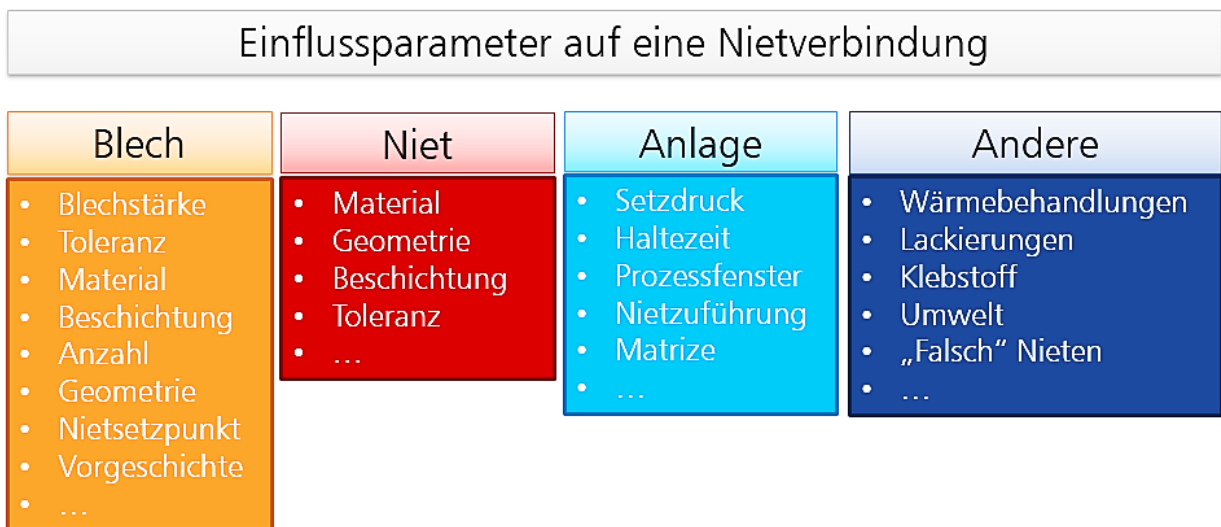 Einflussparameter auf eine Nietverbindung
Blech
• Blechstärke
• Toleranz
• Material
• Beschichtung
• Anzahl
• Geometrie
• Nietsetzpunkt
• Vorgeschichte
• ...
Niet
• Material
• Geometrie
• Beschichtung
• Toleranz
• ...
Anlage
• Setzdruck
• Haltezeit
• Prozessfenster
• Nietzuführung
• Matrize
• ...
Andere
• Wärmebehandlungen
• Lackierungen
• Klebstoff
• Umwelt
• „Falsch“ Nieten
• ...